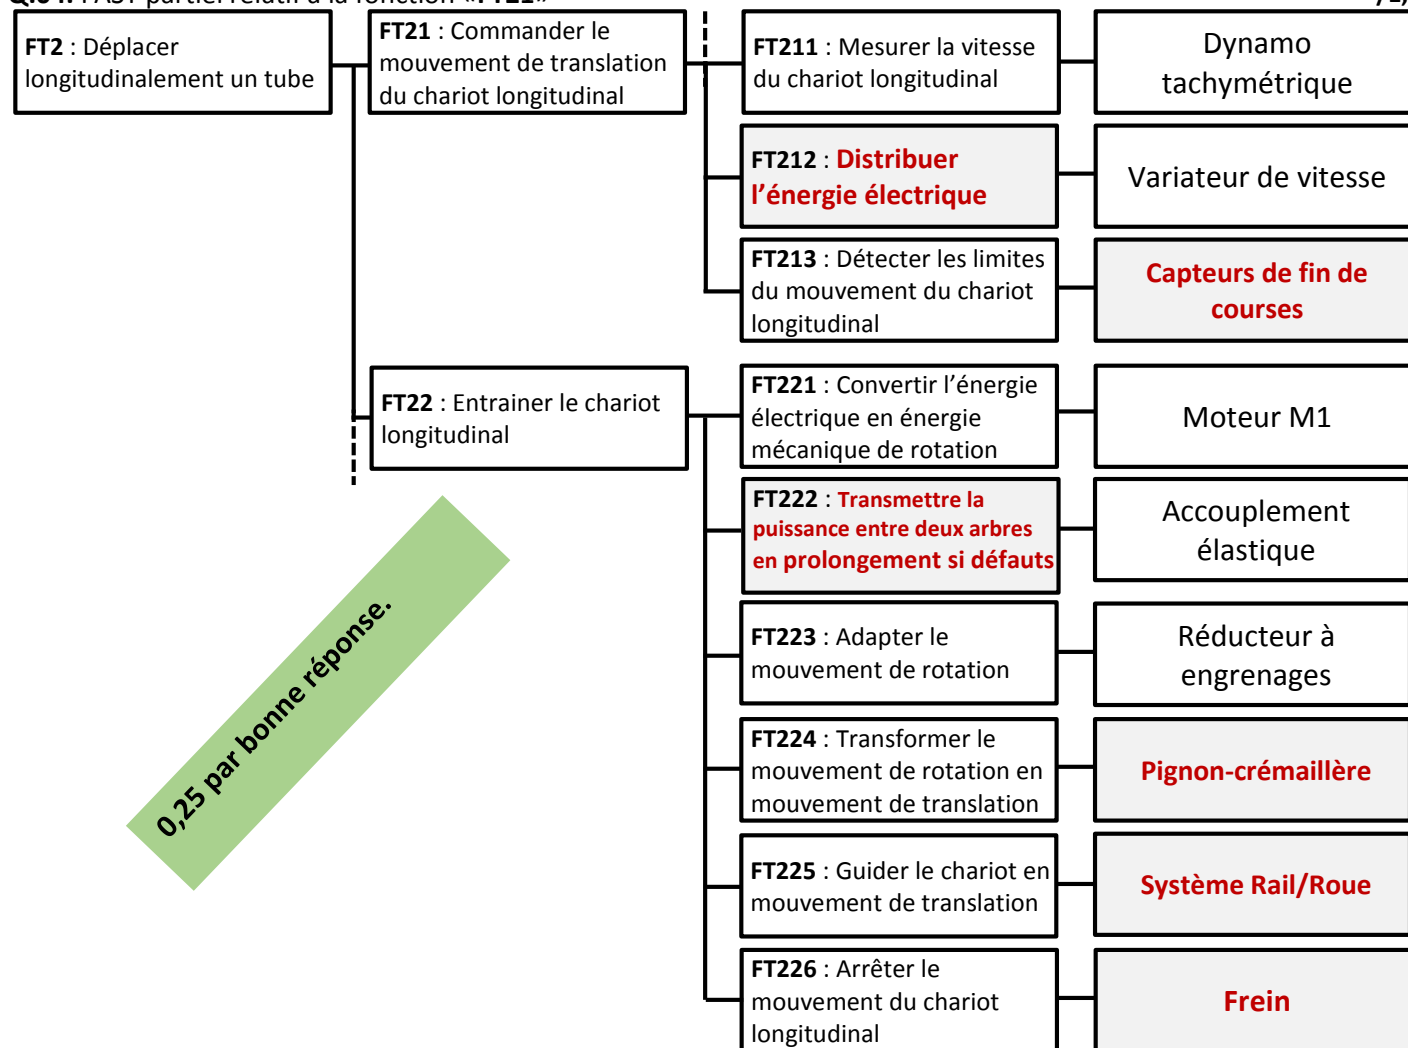 FAST partiel relatif à la fonction «FT21»
FT2 : Déplacer
longitudinalement un tube
FT21 : Commander le
mouvement de translation
du chariot longitudinal
FT211 : Mesurer la vitesse
du chariot longitudinal
Dynamo
tachymétrique
FT212 : Distribuer
l’énergie électrique
Variateur de vitesse
FT213 : Détecter les limites
du mouvement du chariot
longitudinal
Capteurs de fin de
courses
FT22 : Entrainer le chariot
longitudinal
FT221 : Convertir l’énergie
électrique en énergie
mécanique de rotation
Moteur M1
FT222 : Transmettre la
puissance entre deux arbres
en prolongement si défauts
Accouplement
élastique
FT223 : Adapter le
mouvement de rotation
Réducteur à
engrenages
FT224 : Transformer le
mouvement de rotation en
mouvement de translation
Pignon-crémaillère
FT225 : Guider le chariot en
mouvement de translation
Système Rail/Roue
FT226 : Arrêter le
mouvement du chariot
longitudinal
Frein
0,25 par bonne réponse.